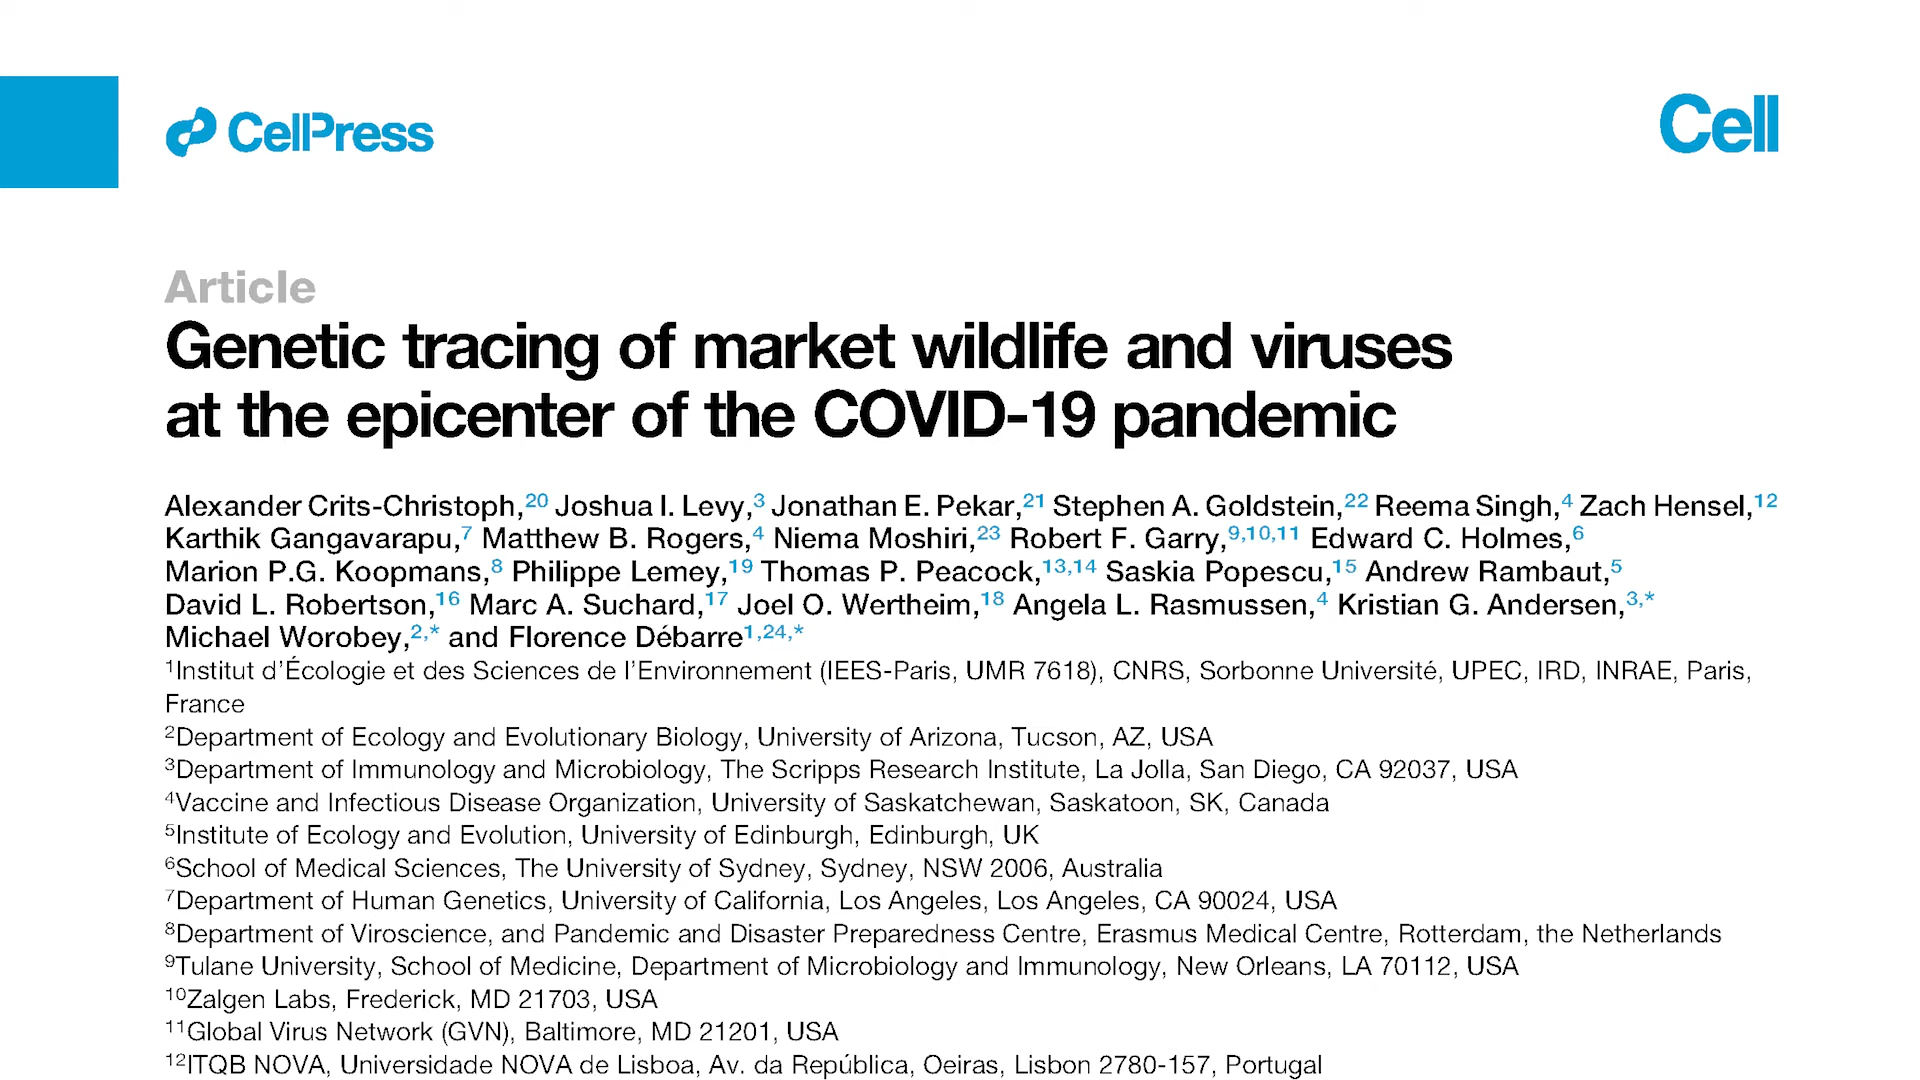 CellPress
Cell
Article
Genetic tracing of market wildlife and viruses
at the epicenter of the COVID-19 pandemic
Alexander Crits-Christoph,20 Joshua I. Levy,3 Jonathan E. Pekar,21 Stephen A. Goldstein,22 Reema Singh,4 Zach Hensel,12
Karthik Gangavarapu,7 Matthew B. Rogers,4 Niema Moshiri,23 Robert F. Garry,9,10,11 Edward C. Holmes,6
Marion P.G. Koopmans,8 Philippe Lemey,19 Thomas P. Peacock,13,14 Saskia Popescu,15 Andrew Rambaut,5
David L. Robertson,16 Marc A. Suchard,17 Joel O. Wertheim,18 Angela L. Rasmussen,4 Kristian G. Andersen,3,*
Michael Worobey,2,* and Florence Débarre1,24,*
1Institut d'Écologie et des Sciences de l'Environnement (IEES-Paris, UMR 7618), CNRS, Sorbonne Université, UPEC, IRD, INRAE, Paris,
France
2Department of Ecology and Evolutionary Biology, University of Arizona, Tucson, AZ, USA
3Department of Immunology and Microbiology, The Scripps Research Institute, La Jolla, San Diego, CA 92037, USA
4Vaccine and Infectious Disease Organization, University of Saskatchewan, Saskatoon, SK, Canada
5Institute of Ecology and Evolution, University of Edinburgh, Edinburgh, UK
6School of Medical Sciences, The University of Sydney, Sydney, NSW 2006, Australia
7Department of Human Genetics, University of California, Los Angeles, Los Angeles, CA 90024, USA
8Department of Viroscience, and Pandemic and Disaster Preparedness Centre, Erasmus Medical Centre, Rotterdam, the Netherlands
9Tulane University, School of Medicine, Department of Microbiology and Immunology, New Orleans, LA 70112, USA
10Zalgen Labs, Frederick, MD 21703, USA
11Global Virus Network (GVN), Baltimore, MD 21201, USA
12ITQB NOVA, Universidade NOVA de Lisboa, Av. da República, Oeiras, Lisbon 2780-157, Portugal